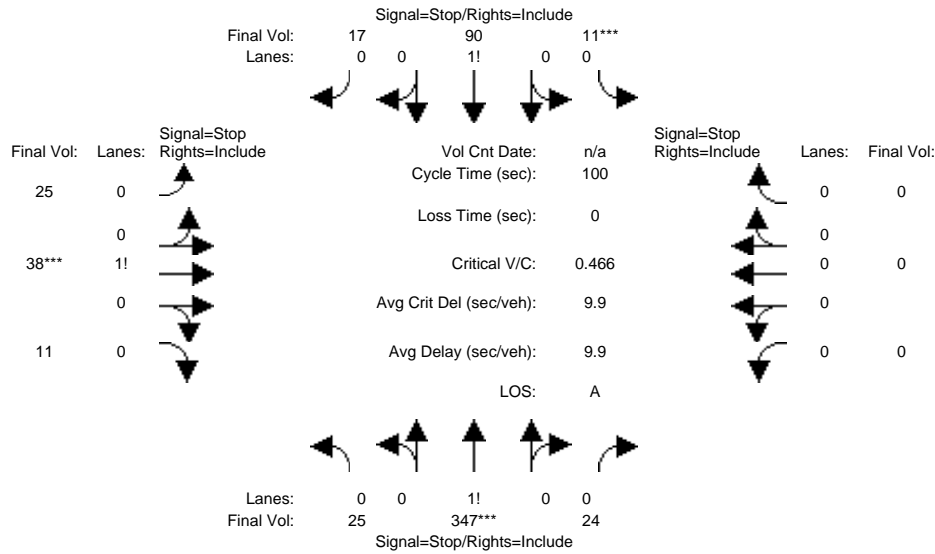 Signal=Stop/Rights=Include
Final Vol: 17 90 11***
Lanes: 0 0 1! 0 0
Signal=Stop Signal=Stop
Final Vol: Lanes: Rights=Include Vol Cnt Date: n/a Rights=Include Lanes: Final Vol:
Cycle Time (sec): 100
25 0 0 0
Loss Time (sec): 0
0 0
38*** 1! Critical V/C: 0.466 0 0
0 Avg Crit Del (sec/veh): 9.9 0
11 0 Avg Delay (sec/veh): 9.9 0 0
LOS: A
Lanes: 0 0 1! 0 0
Final Vol: 25 347*** 24
Signal=Stop/Rights=Include